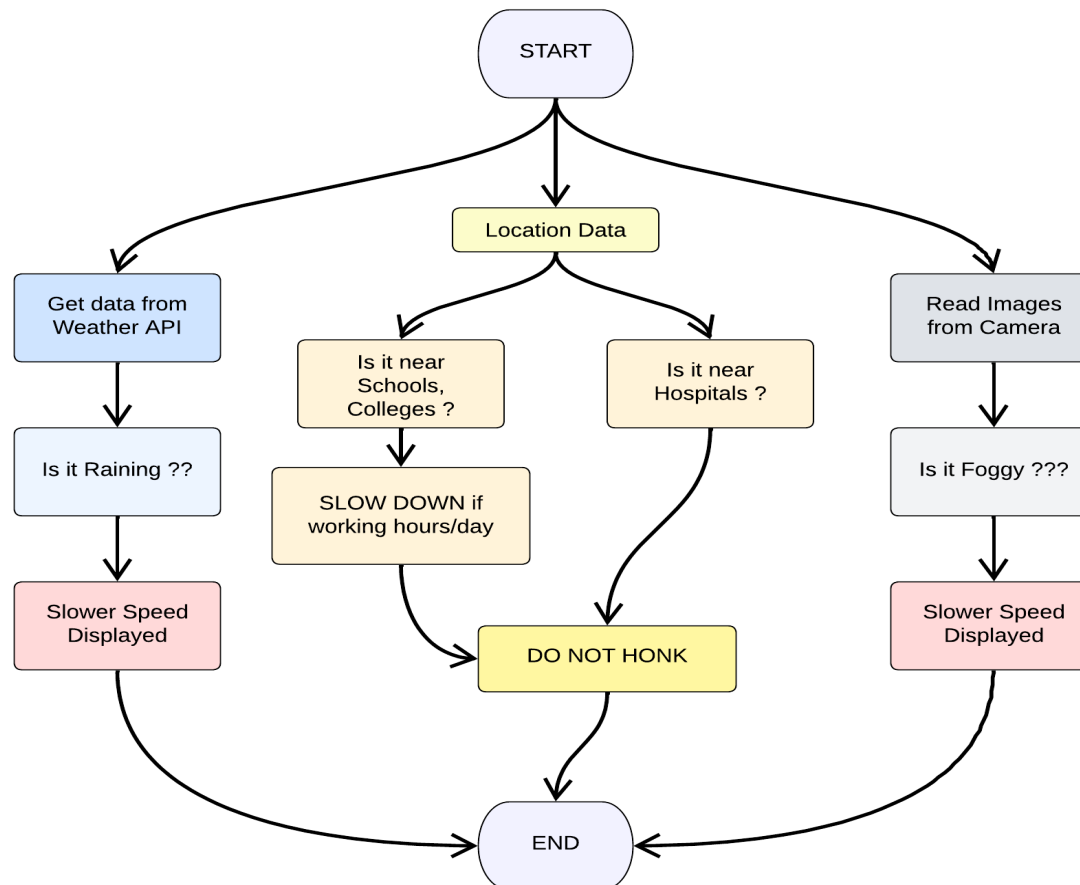 START
Location Data
Get data from
Weather API
Read Images
from Camera
Is it near
Schools,
Colleges ?
Is it near
Hospitals ?
Is it Raining ??
Is it Foggy ???
SLOW DOWN if
working hours/day
Slower Speed
Displayed
Slower Speed
Displayed
DO NOT HONK
END